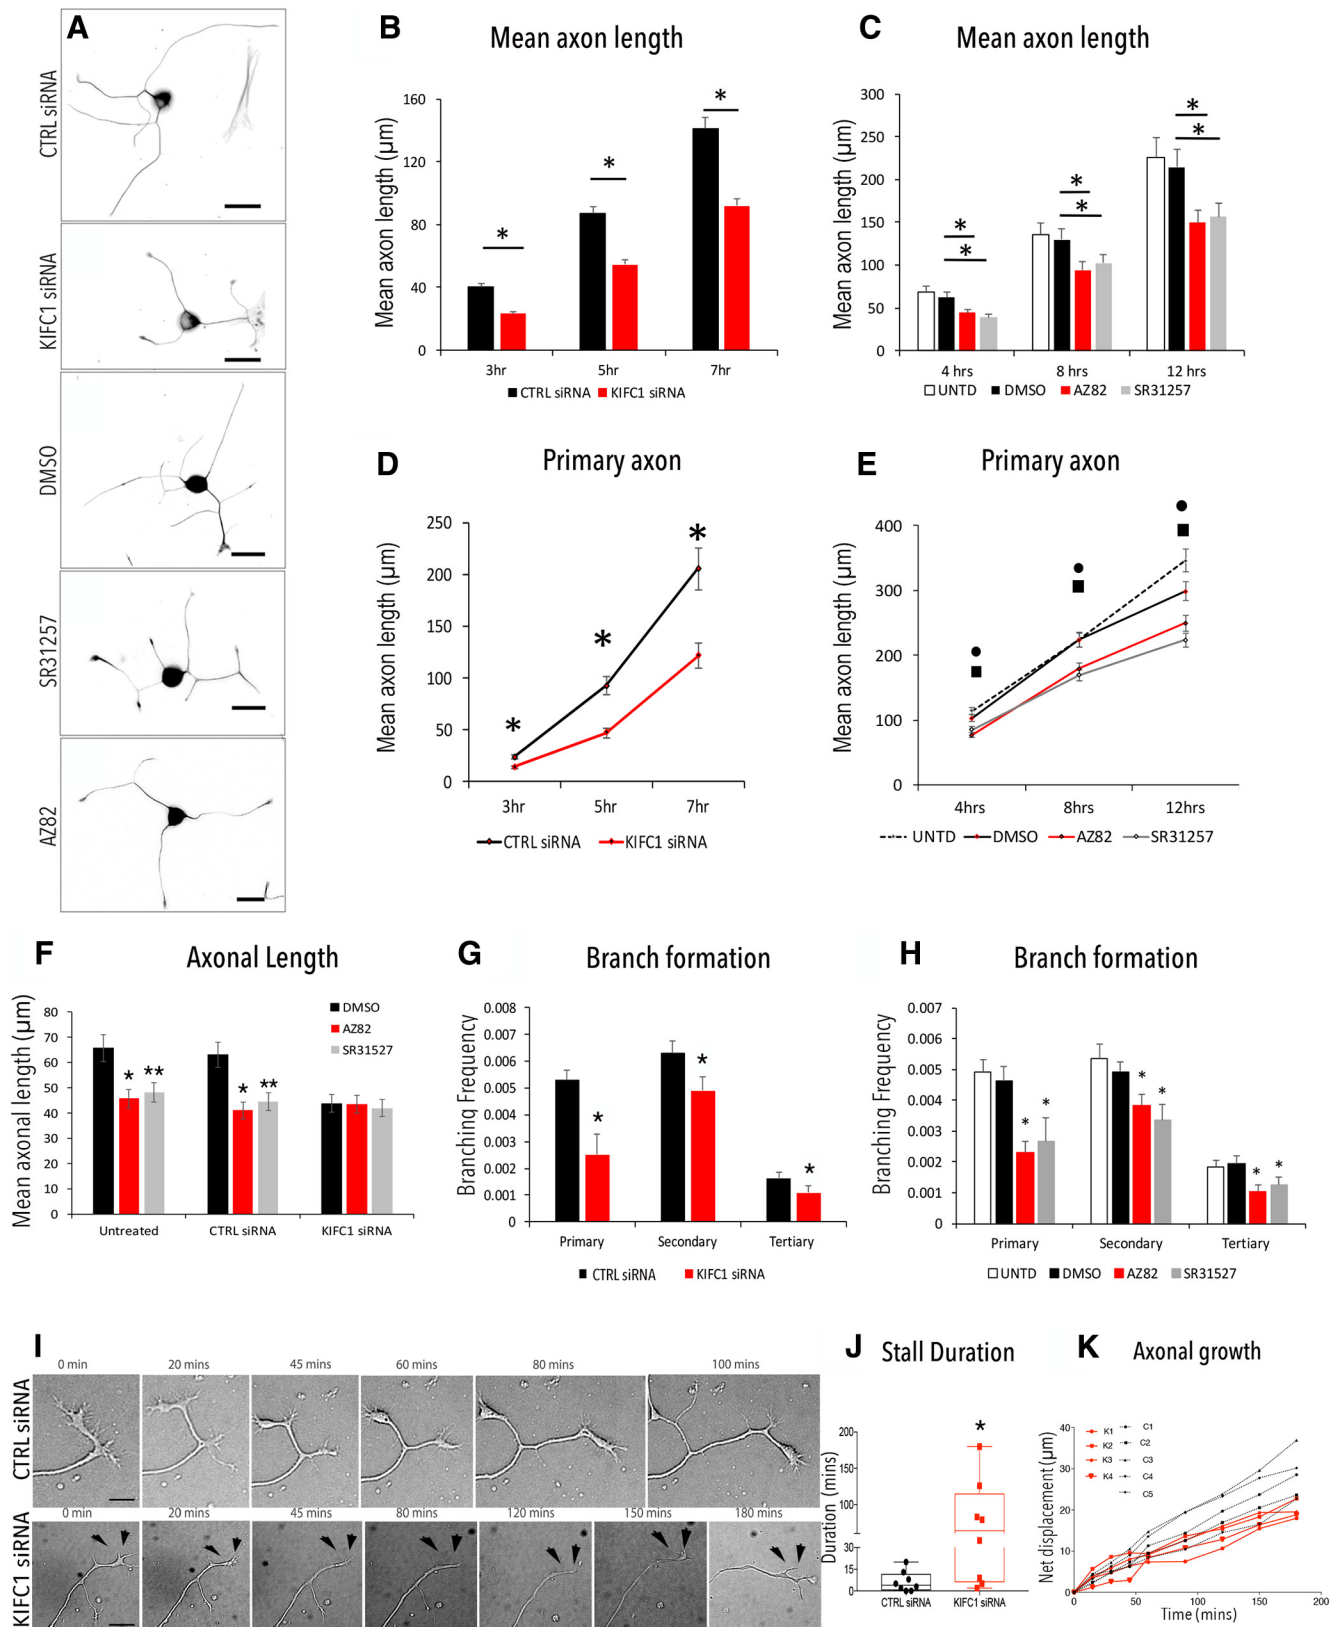 A
CTRL siRNA
KIFC1 siRNA
DMSO
SR31257
AZ82
B
Mean axon length
Mean axon length (µm)
160
120
80
40
0
*
*
*
3hr
5hr
7hr
CTRL siRNA
KIFC1 siRNA
C
Mean axon length
Mean axon length (µm)
300
250
200
150
100
50
0
*
*
*
*
*
*
4 hrs
8 hrs
12 hrs
UNTD
DMSO
AZ82
SR31257
D
Primary axon
Mean axon length (µm)
250
200
150
100
50
0
*
*
*
3hr
5hr
7hr
CTRL siRNA
KIFC1 siRNA
E
Primary axon
Mean axon length (µm)
400
300
200
100
0
4hrs
8hrs
12hrs
UNTD
DMSO
AZ82
SR31257
F
Axonal Length
Mean axonal length (µm)
80
70
60
50
40
30
20
10
0
DMSO
AZ82
SR31527
* **
* **
Untreated
CTRL siRNA
KIFC1 siRNA
G
Branch formation
Branching Frequency
0.008
0.007
0.006
0.005
0.004
0.003
0.002
0.001
0
*
*
*
Primary
Secondary
Tertiary
CTRL siRNA
KIFC1 siRNA
H
Branch formation
Branching Frequency
0.007
0.006
0.005
0.004
0.003
0.002
0.001
0
* *
* *
* *
Primary
Secondary
Tertiary
UNTD
DMSO
AZ82
SR31527
I
CTRL siRNA
0 min
20 mins
45 mins
60 mins
80 mins
100 mins
KIFC1 siRNA
0 min
20 mins
45 mins
80 mins
120 mins
150 mins
180 mins
J
Stall Duration
Duration (mins)
200
150
100
50
30
15
0
*
CTRL siRNA
KIFC1 siRNA
K
Axonal growth
Net displacement (µm)
40
30
20
10
0
K1
K2
K3
K4
C1
C2
C3
C4
C5
0
50
100
150
200
Time (mins)